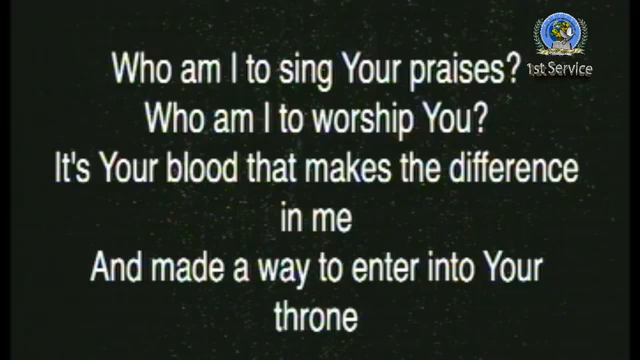 Who am I to sing Your praises?
1st Service
Who am I to worship You?
It's Your blood that makes the difference
in me
And made a way to enter into Your
throne